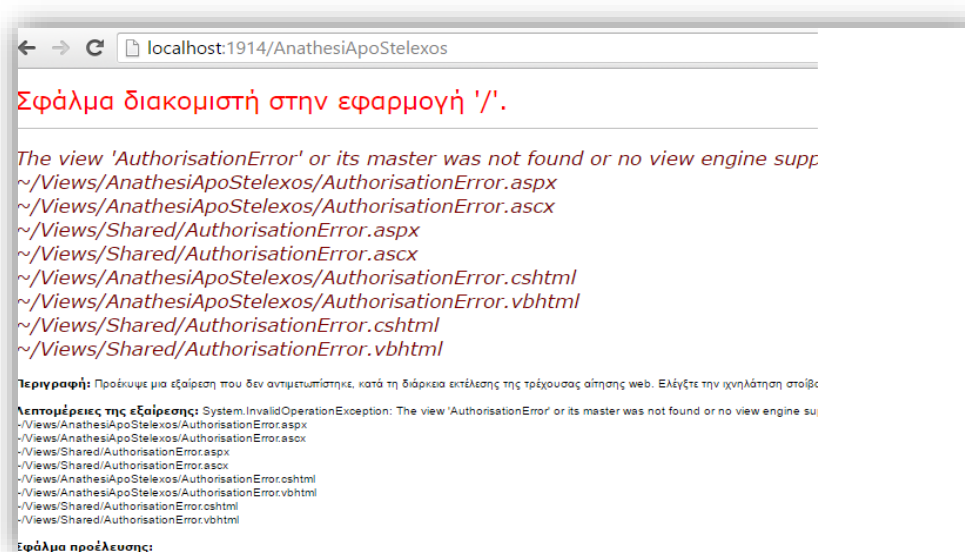 localhost:1914/AnathesiApoStelexos
Σφάλμα διακομιστή στην εφαρμογή '/'.
The view 'AuthorisationError' or its master was not found or no view engine supp
~/Views/AnathesiApoStelexos/AuthorisationError.aspx
~/Views/AnathesiApoStelexos/AuthorisationError.ascx
~/Views/Shared/AuthorisationError.aspx
~/Views/Shared/AuthorisationError.ascx
~/Views/AnathesiApoStelexos/AuthorisationError.cshtml
~/Views/AnathesiApoStelexos/AuthorisationError.vbhtml
~/Views/Shared/AuthorisationError.cshtml
~/Views/Shared/AuthorisationError.vbhtml
Περιγραφή: Προέκυψε μια εξαίρεση που δεν αντιμετωπίστηκε, κατά τη διάρκεια εκτέλεσης της τρέχουσας αίτησης web. Ελέγξτε την ιχνηλάτηση στοίβα
Λεπτομέρειες της εξαίρεσης: System.InvalidOperationException: The view 'AuthorisationError' or its master was not found or no view engine su
~/Views/AnathesiApoStelexos/AuthorisationError.aspx
~/Views/AnathesiApoStelexos/AuthorisationError.ascx
~/Views/Shared/AuthorisationError.aspx
~/Views/Shared/AuthorisationError.ascx
~/Views/AnathesiApoStelexos/AuthorisationError.cshtml
~/Views/AnathesiApoStelexos/AuthorisationError.vbhtml
~/Views/Shared/AuthorisationError.cshtml
~/Views/Shared/AuthorisationError.vbhtml
Σφάλμα προέλευσης: